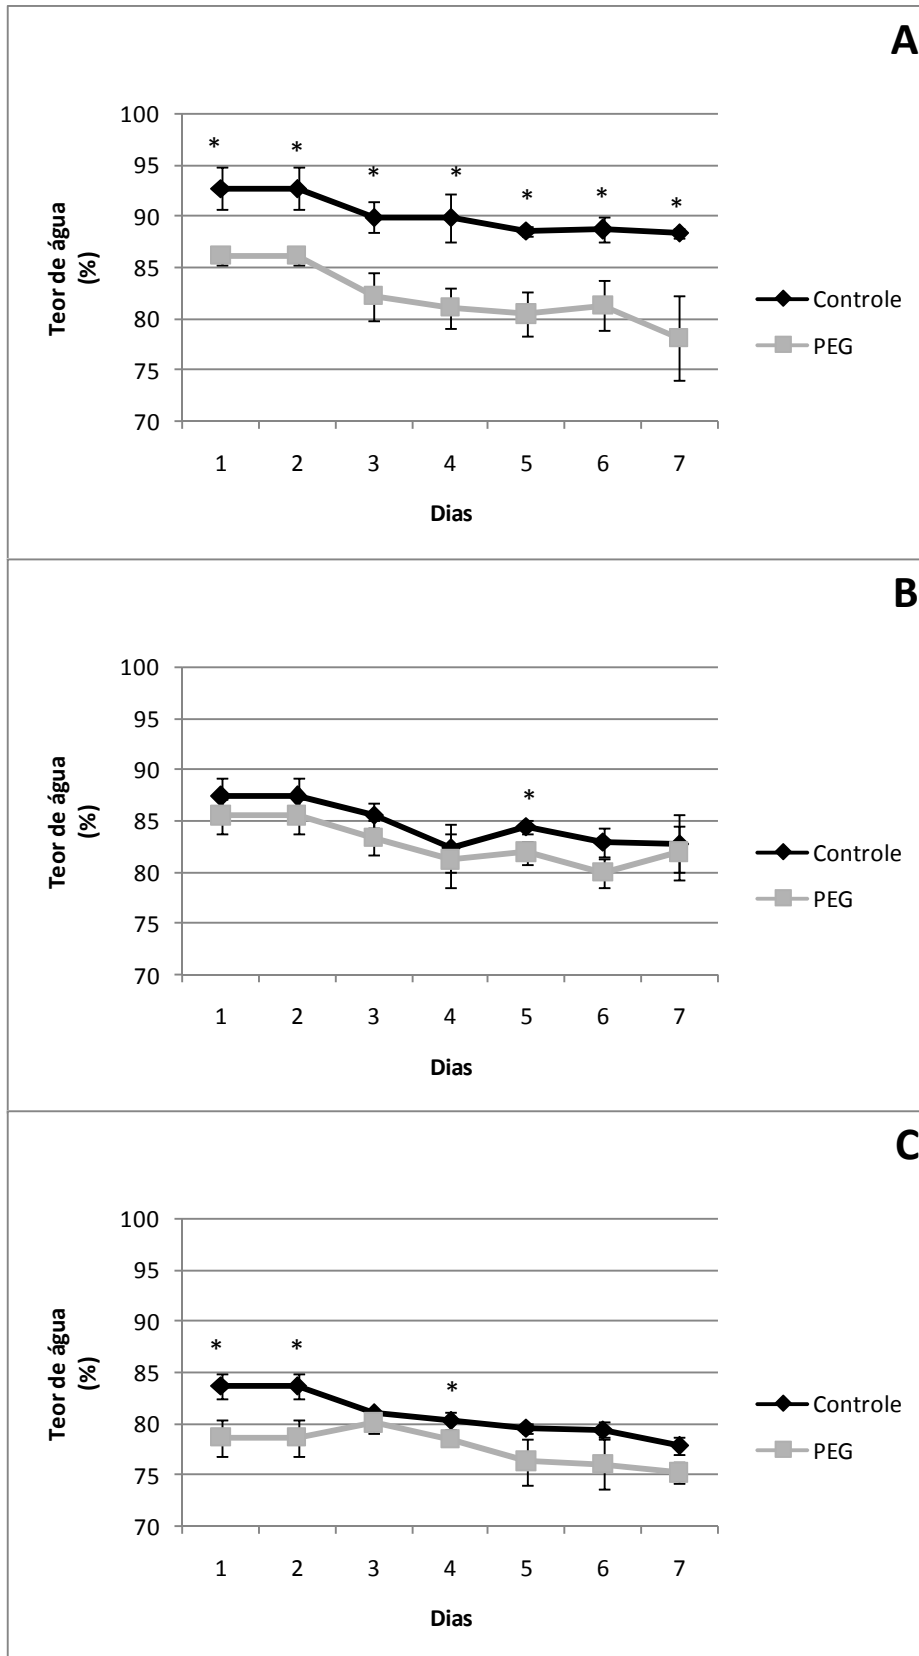 A
100
*
*
95
*
*
*
*
*
90
Teor de água
(%)
85
Controle
80
PEG
75
70
1 2 3 4 5 6 7
Dias
B
100
95
90
*
Teor de água
(%)
85
Controle
80
PEG
75
70
1 2 3 4 5 6 7
Dias
C
100
95
90
Teor de água
(%)
* *
85
*
Controle
80
PEG
75
70
1 2 3 4 5 6 7
Dias